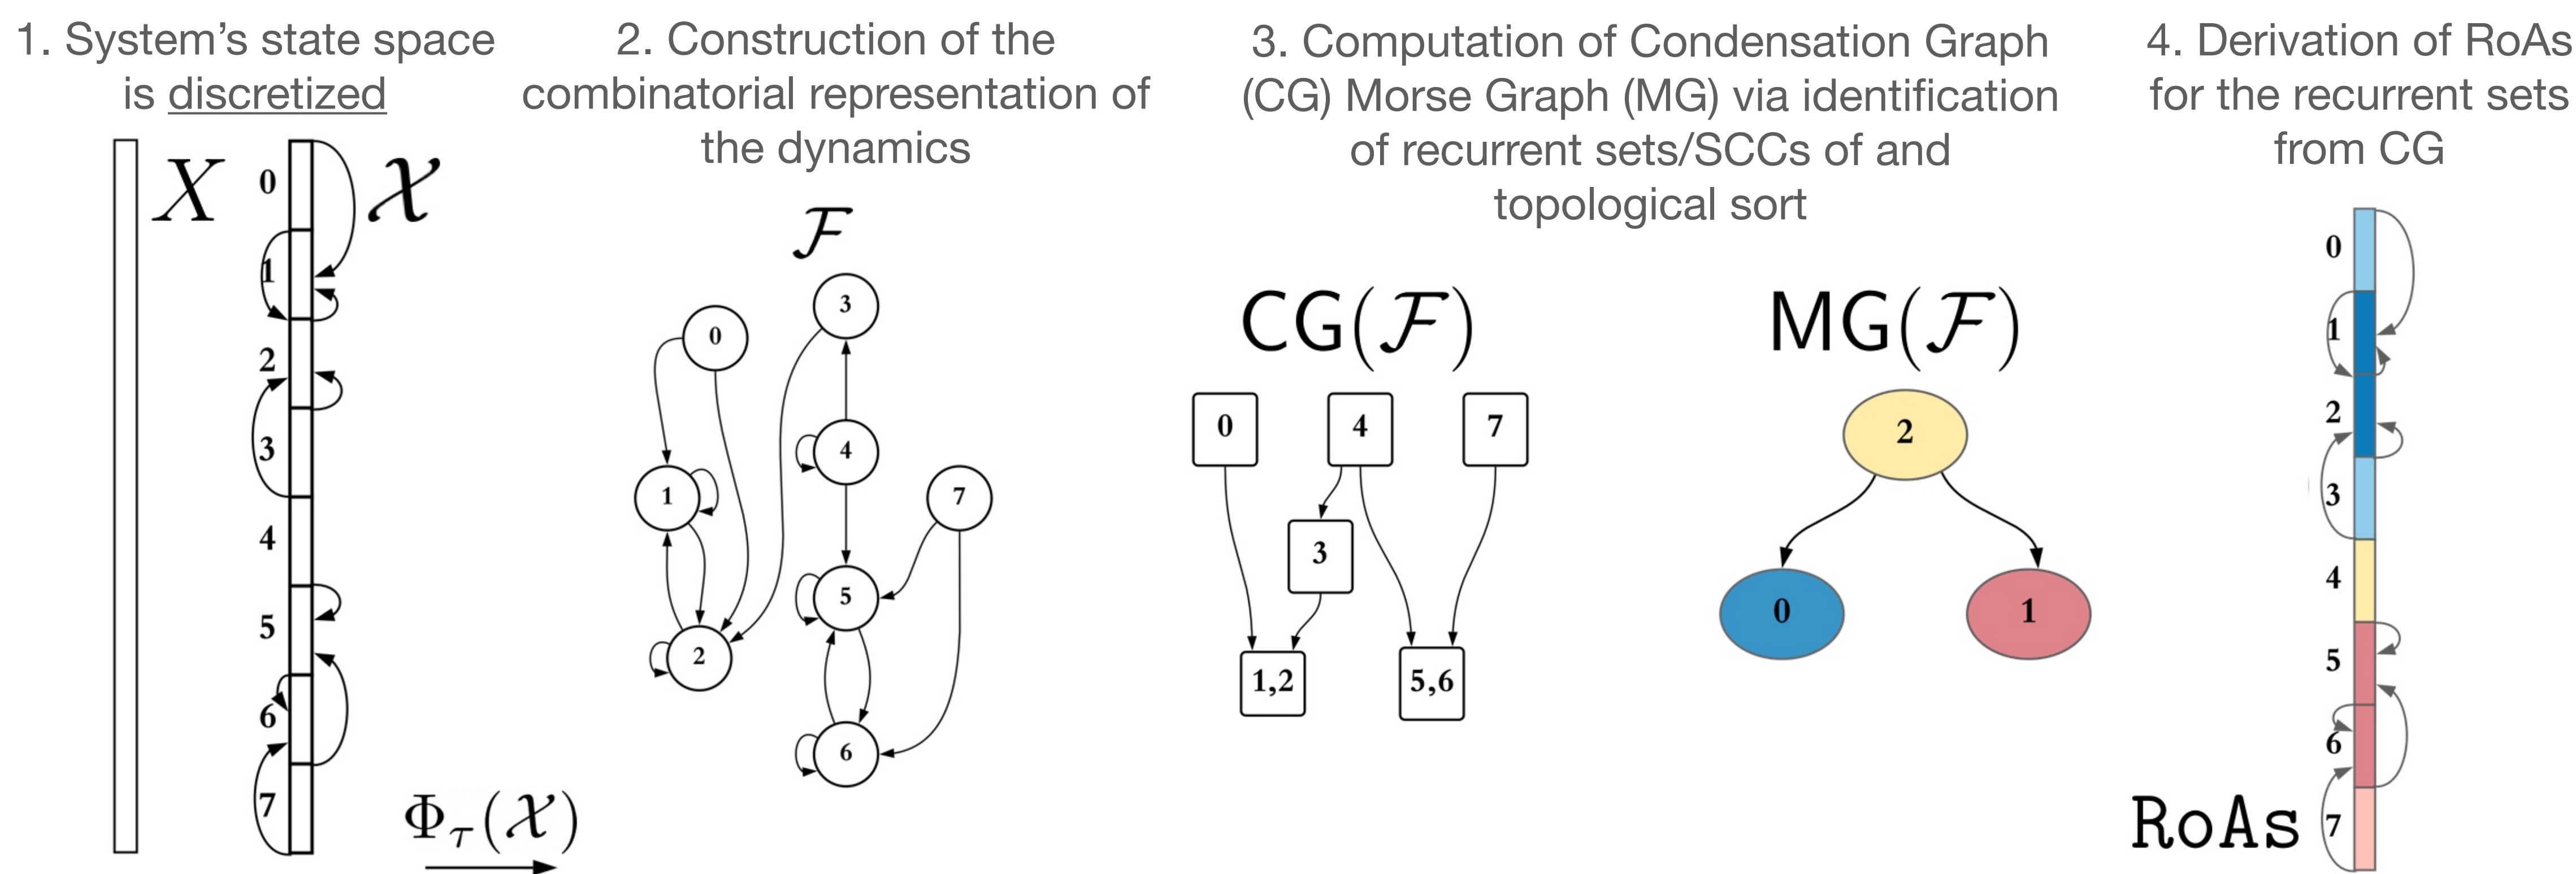 1. System's state space
is discretized
2. Construction of the
combinatorial representation of
the dynamics
3. Computation of Condensation Graph
(CG) Morse Graph (MG) via identification
of recurrent sets/SCCs of and
topological sort
4. Derivation of RoAs
for the recurrent sets
from CG
X
𝒳
0
1
2
3
4
5
6
7
Φτ(𝒳)
ℱ
0
3
4
1
7
5
2
6
CG(ℱ)
0
4
7
3
1,2
5,6
MG(ℱ)
2
0
1
0
1
2
3
4
5
6
7
RoAs